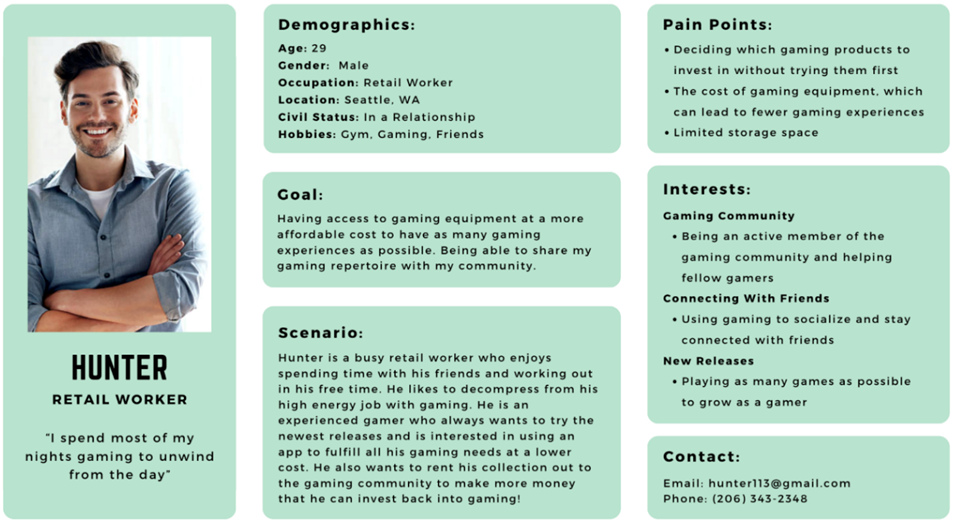 HUNTER
RETAIL WORKER
“I spend most of my
nights gaming to unwind
from the day”
Demographics:
Age: 29
Gender: Male
Occupation: Retail Worker
Location: Seattle, WA
Civil Status: In a Relationship
Hobbies: Gym, Gaming, Friends
Goal:
Having access to gaming equipment at a more
affordable cost to have as many gaming
experiences as possible. Being able to share my
gaming repertoire with my community.
Scenario:
Hunter is a busy retail worker who enjoys
spending time with his friends and working out
in his free time. He likes to decompress from his
high energy job with gaming. He is an
experienced gamer who always wants to try the
newest releases and is interested in using an
app to fulfill all his gaming needs at a lower
cost. He also wants to rent his collection out to
the gaming community to make more money
that he can invest back into gaming!
Pain Points:
• Deciding which gaming products to
invest in without trying them first
• The cost of gaming equipment, which
can lead to fewer gaming experiences
• Limited storage space
Interests:
Gaming Community
• Being an active member of the
gaming community and helping
fellow gamers
Connecting With Friends
• Using gaming to socialize and stay
connected with friends
New Releases
• Playing as many games as possible
to grow as a gamer
Contact:
Email: hunter113@gmail.com
Phone: (206) 343-2348